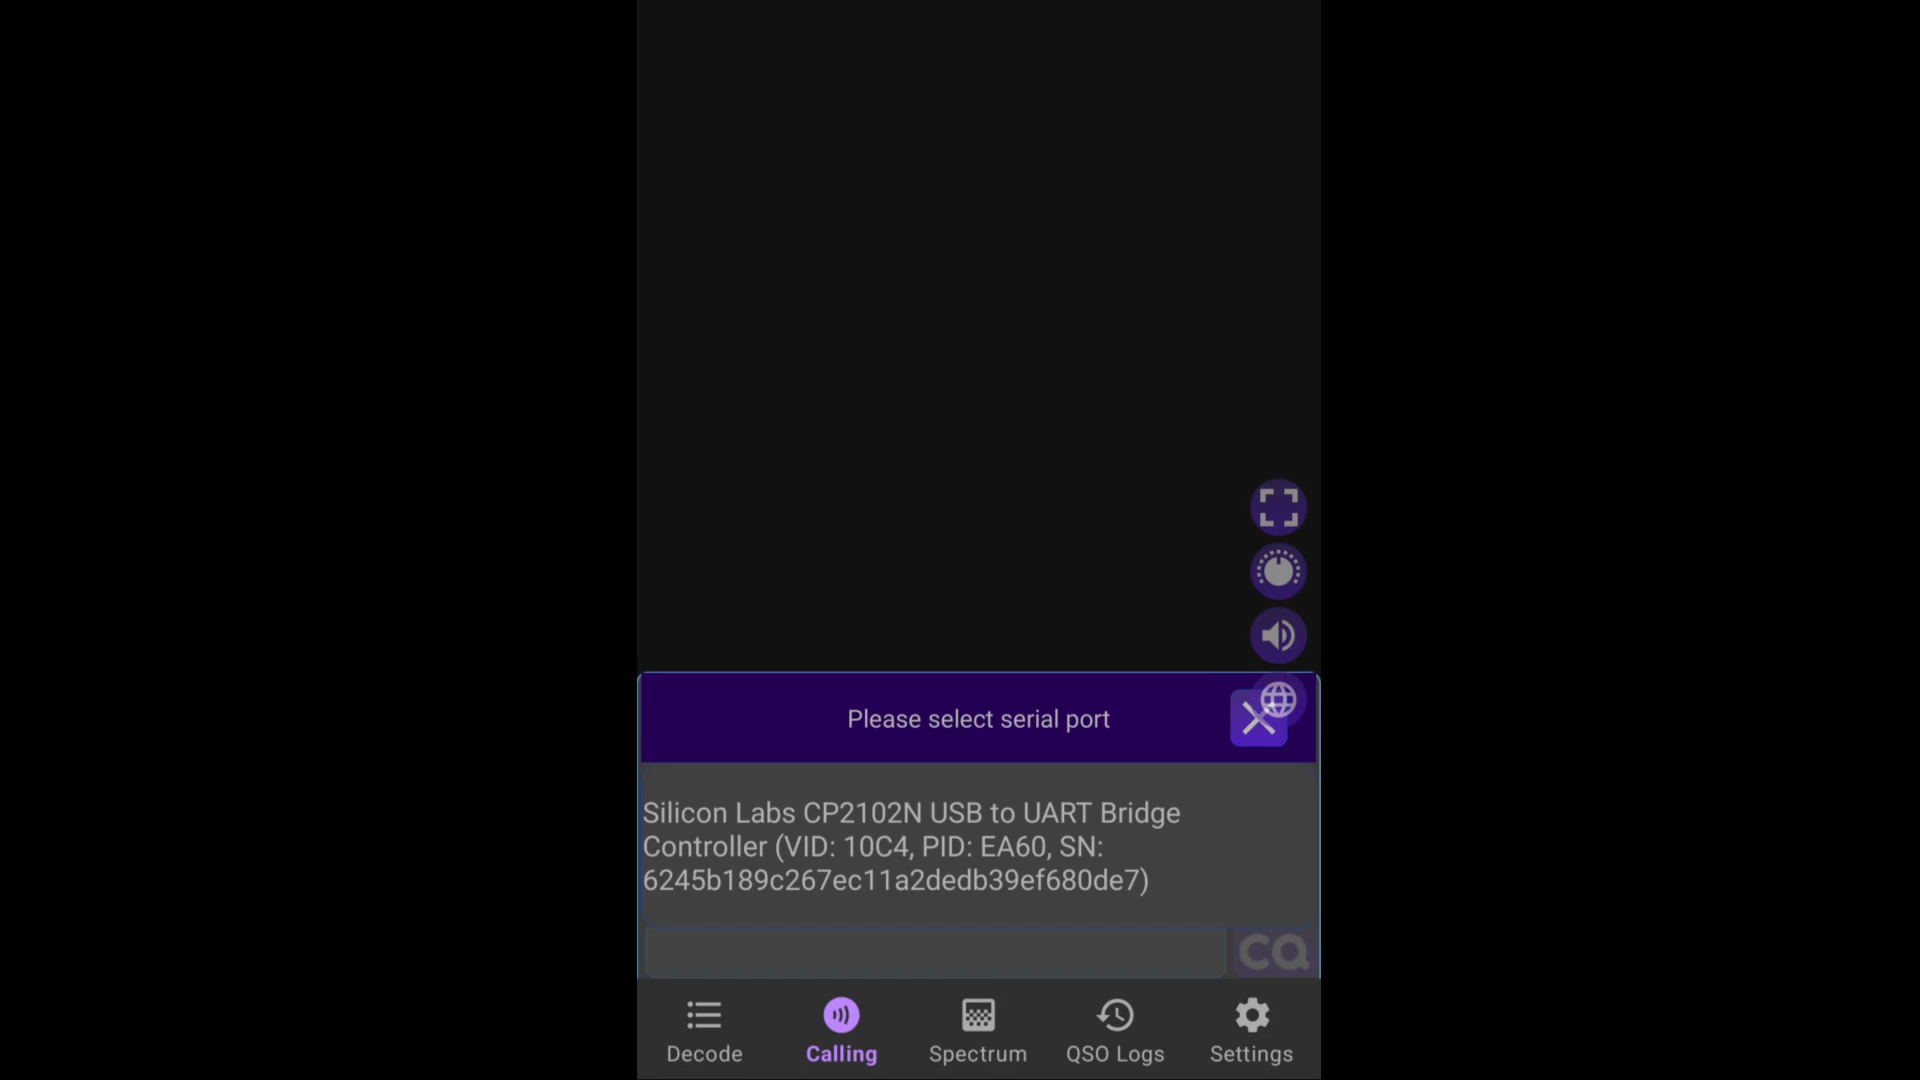 Please select serial port
Silicon Labs CP2102N USB to UART Bridge
Controller (VID: 10C4, PID: EA60, SN:
6245b189c267ec11a2dedb39ef680de7)
CQ
Decode
Calling
Spectrum
QSO Logs
Settings